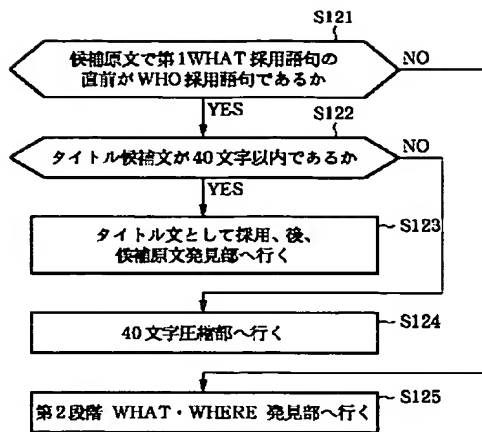 S121
候補原文で第1WHAT採用語句の
直前がWHO採用語句であるか
NO
YES
S122
タイトル候補文が40文字以内であるか
NO
YES
S123
タイトル文として採用、後、
候補原文発見部へ行く
S124
40文字圧縮部へ行く
S125
第2段階 WHAT・WHERE 発見部へ行く